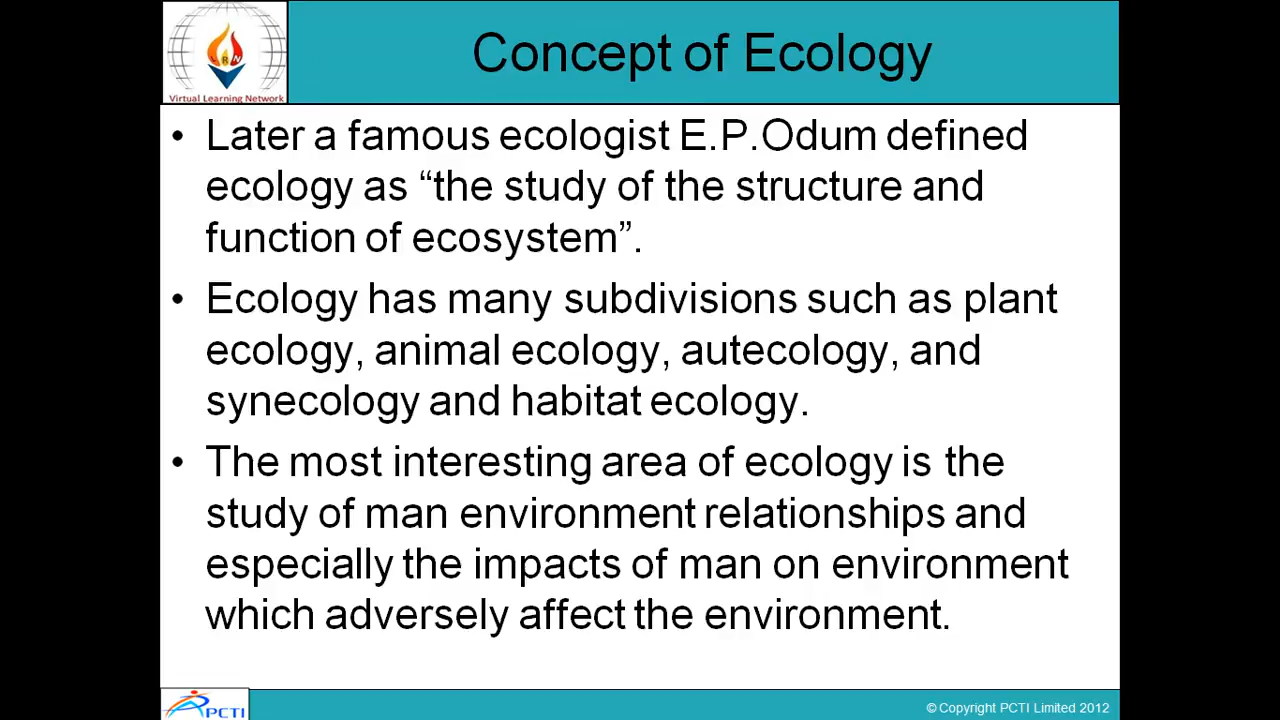 Concept of Ecology
Virtual Learning Network
• Later a famous ecologist E.P.Odum defined
ecology as “the study of the structure and
function of ecosystem”.
• Ecology has many subdivisions such as plant
ecology, animal ecology, autecology, and
synecology and habitat ecology.
• The most interesting area of ecology is the
study of man environment relationships and
especially the impacts of man on environment
which adversely affect the environment.
PCTI
© Copyright PCTI Limited 2012